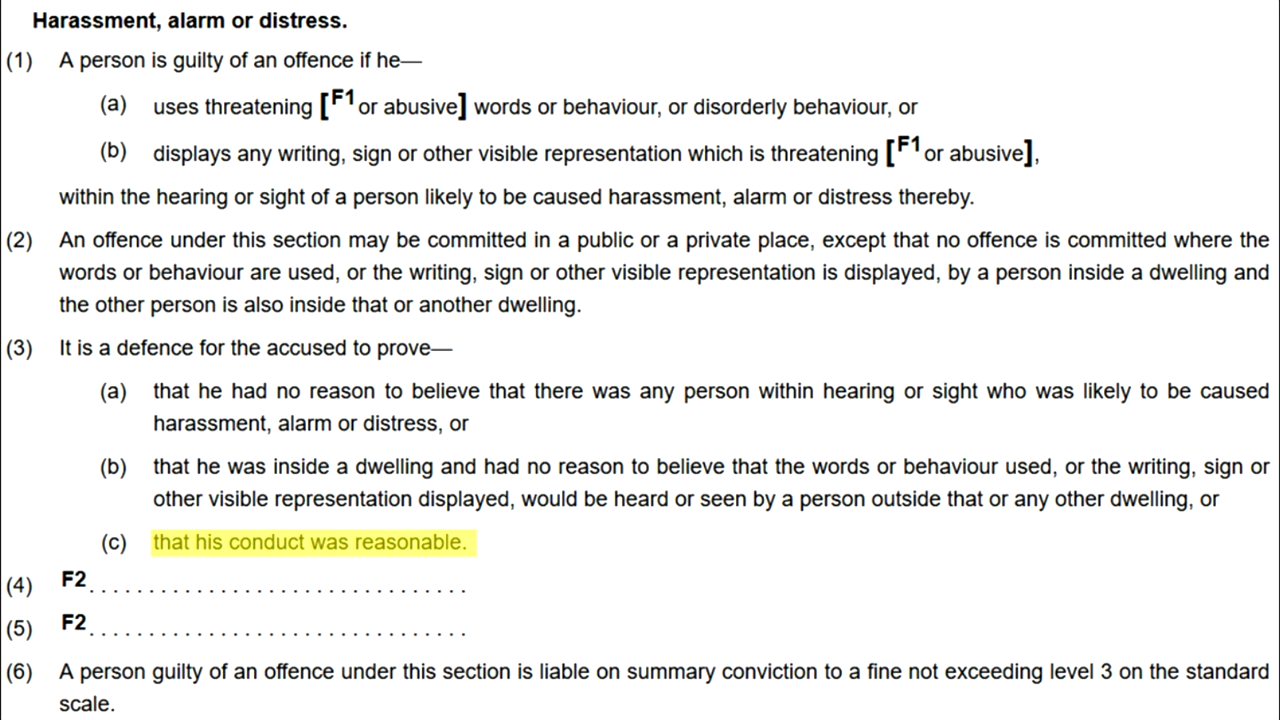 Harassment, alarm or distress.
(1) A person is guilty of an offence if he—
(a) uses threatening [F1 or abusive] words or behaviour, or disorderly behaviour, or
(b) displays any writing, sign or other visible representation which is threatening [F1 or abusive],
within the hearing or sight of a person likely to be caused harassment, alarm or distress thereby.
(2) An offence under this section may be committed in a public or a private place, except that no offence is committed where the
words or behaviour are used, or the writing, sign or other visible representation is displayed, by a person inside a dwelling and
the other person is also inside that or another dwelling.
(3) It is a defence for the accused to prove—
(a) that he had no reason to believe that there was any person within hearing or sight who was likely to be caused
harassment, alarm or distress, or
(b) that he was inside a dwelling and had no reason to believe that the words or behaviour used, or the writing, sign or
other visible representation displayed, would be heard or seen by a person outside that or any other dwelling, or
(c) that his conduct was reasonable.
(4) F2. . . . . . . . . . . . . . . . . . . . . . . . . . . . . . . .
(5) F2. . . . . . . . . . . . . . . . . . . . . . . . . . . . . . . .
(6) A person guilty of an offence under this section is liable on summary conviction to a fine not exceeding level 3 on the standard
scale.